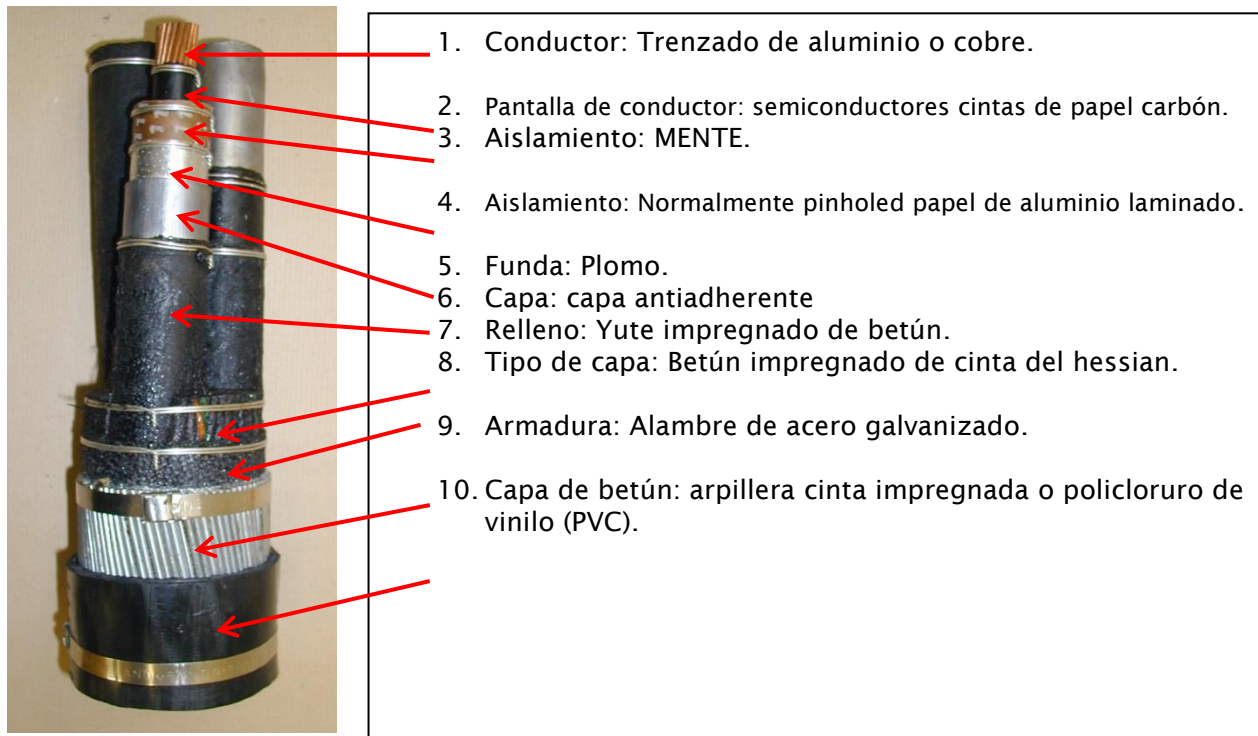 1. Conductor: Trenzado de aluminio o cobre.
2. Pantalla de conductor: semiconductores cintas de papel carbón.
3. Aislamiento: MENTE.
4. Aislamiento: Normalmente pinholed papel de aluminio laminado.
5. Funda: Plomo.
6. Capa: capa antiadherente
7. Relleno: Yute impregnado de betún.
8. Tipo de capa: Betún impregnado de cinta del hessian.
9. Armadura: Alambre de acero galvanizado.
10. Capa de betún: arpillera cinta impregnada o policloruro de
vinilo (PVC).